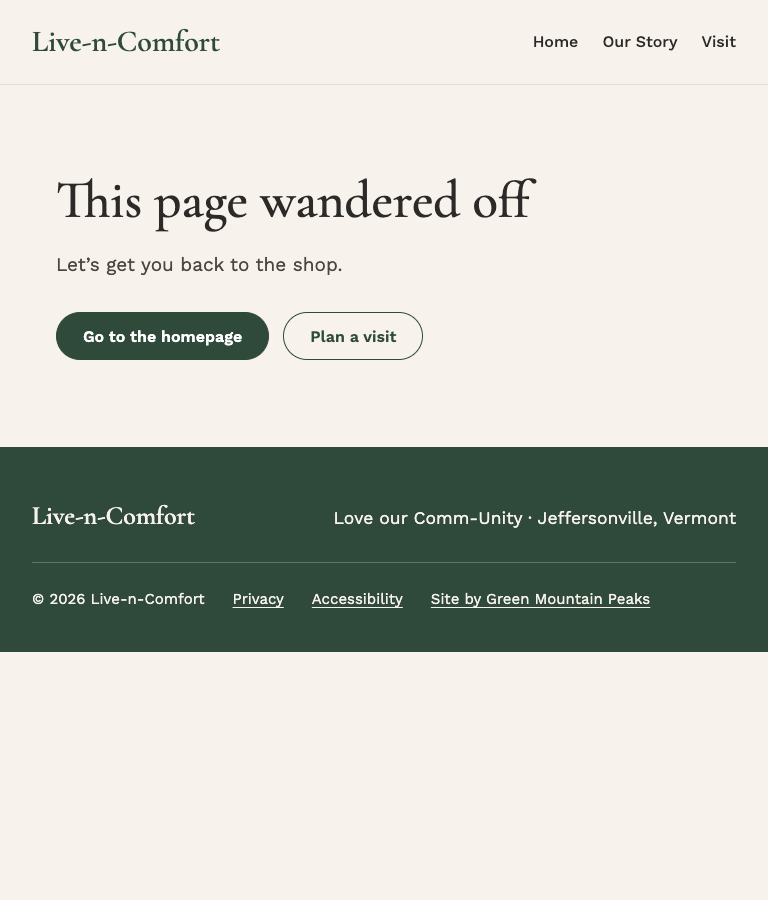 Live-n-Comfort
Home Our Story Visit
This page wandered off
Let’s get you back to the shop.
Go to the homepage Plan a visit
Live-n-Comfort
Love our Comm-Unity · Jeffersonville, Vermont
© 2026 Live-n-Comfort Privacy Accessibility Site by Green Mountain Peaks